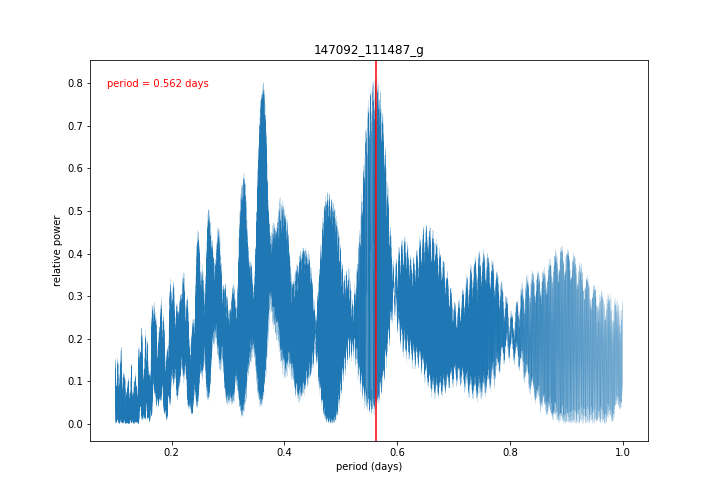 147092_111487_g
period = 0.562 days
relative power
0.8
0.7
0.6
0.5
0.4
0.3
0.2
0.1
0.0
0.2 0.4 0.6 0.8 1.0
period (days)